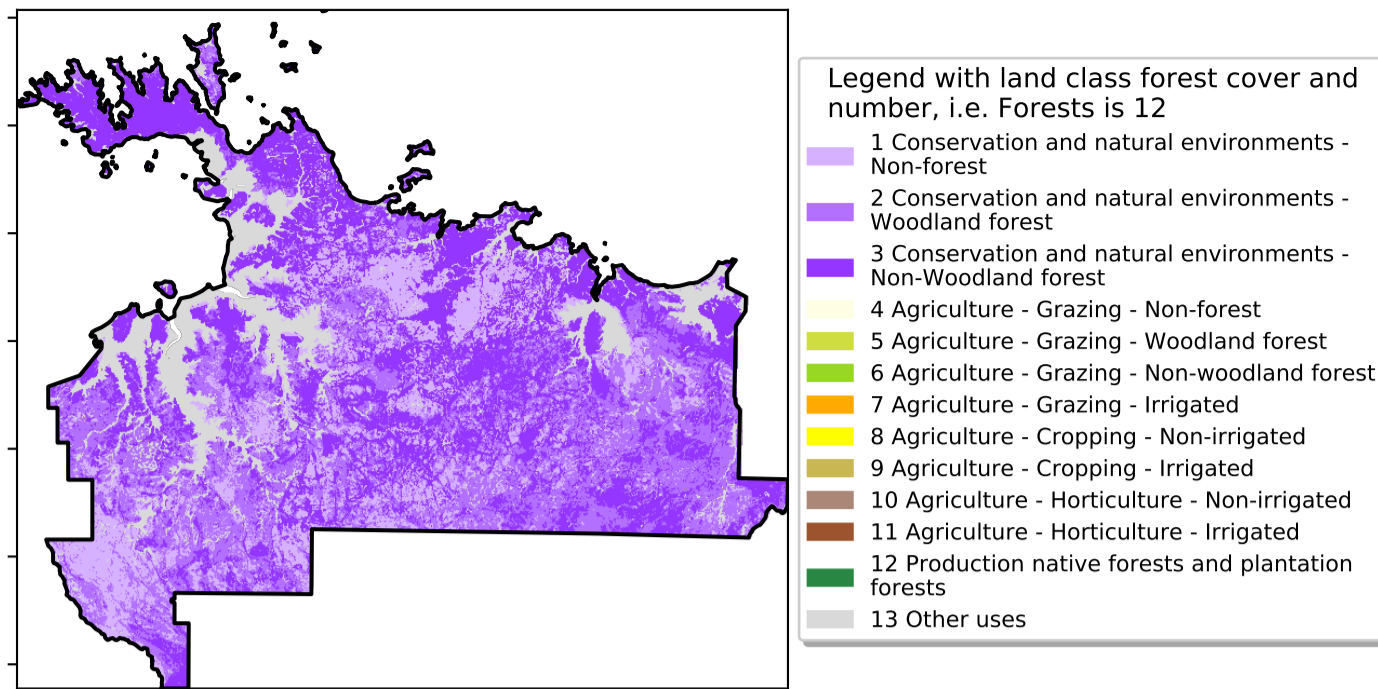 Legend with land class forest cover and
number, i.e. Forests is 12
1 Conservation and natural environments -
Non-forest
2 Conservation and natural environments -
Woodland forest
3 Conservation and natural environments -
Non-Woodland forest
4 Agriculture - Grazing - Non-forest
5 Agriculture - Grazing - Woodland forest
6 Agriculture - Grazing - Non-woodland forest
7 Agriculture - Grazing - Irrigated
8 Agriculture - Cropping - Non-irrigated
9 Agriculture - Cropping - Irrigated
10 Agriculture - Horticulture - Non-irrigated
11 Agriculture - Horticulture - Irrigated
12 Production native forests and plantation
forests
13 Other uses